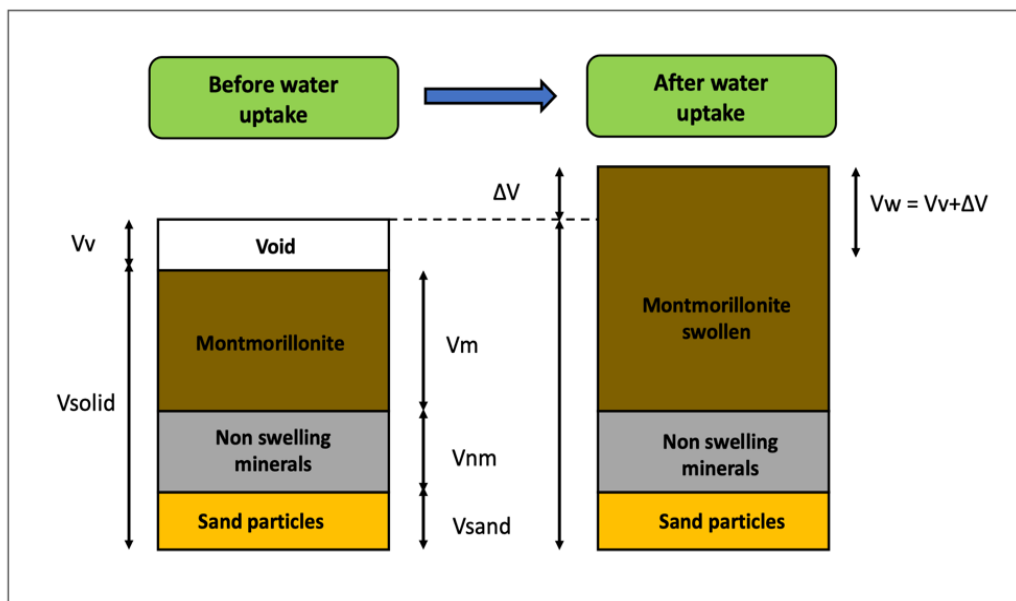 Before water
uptake
After water
uptake
ΔV
Vw = Vv+ΔV
Vv
Void
Montmorillonite
Vm
Montmorillonite
swollen
Vsolid
Non swelling
minerals
Vnm
Non swelling
minerals
Sand particles
Vsand
Sand particles